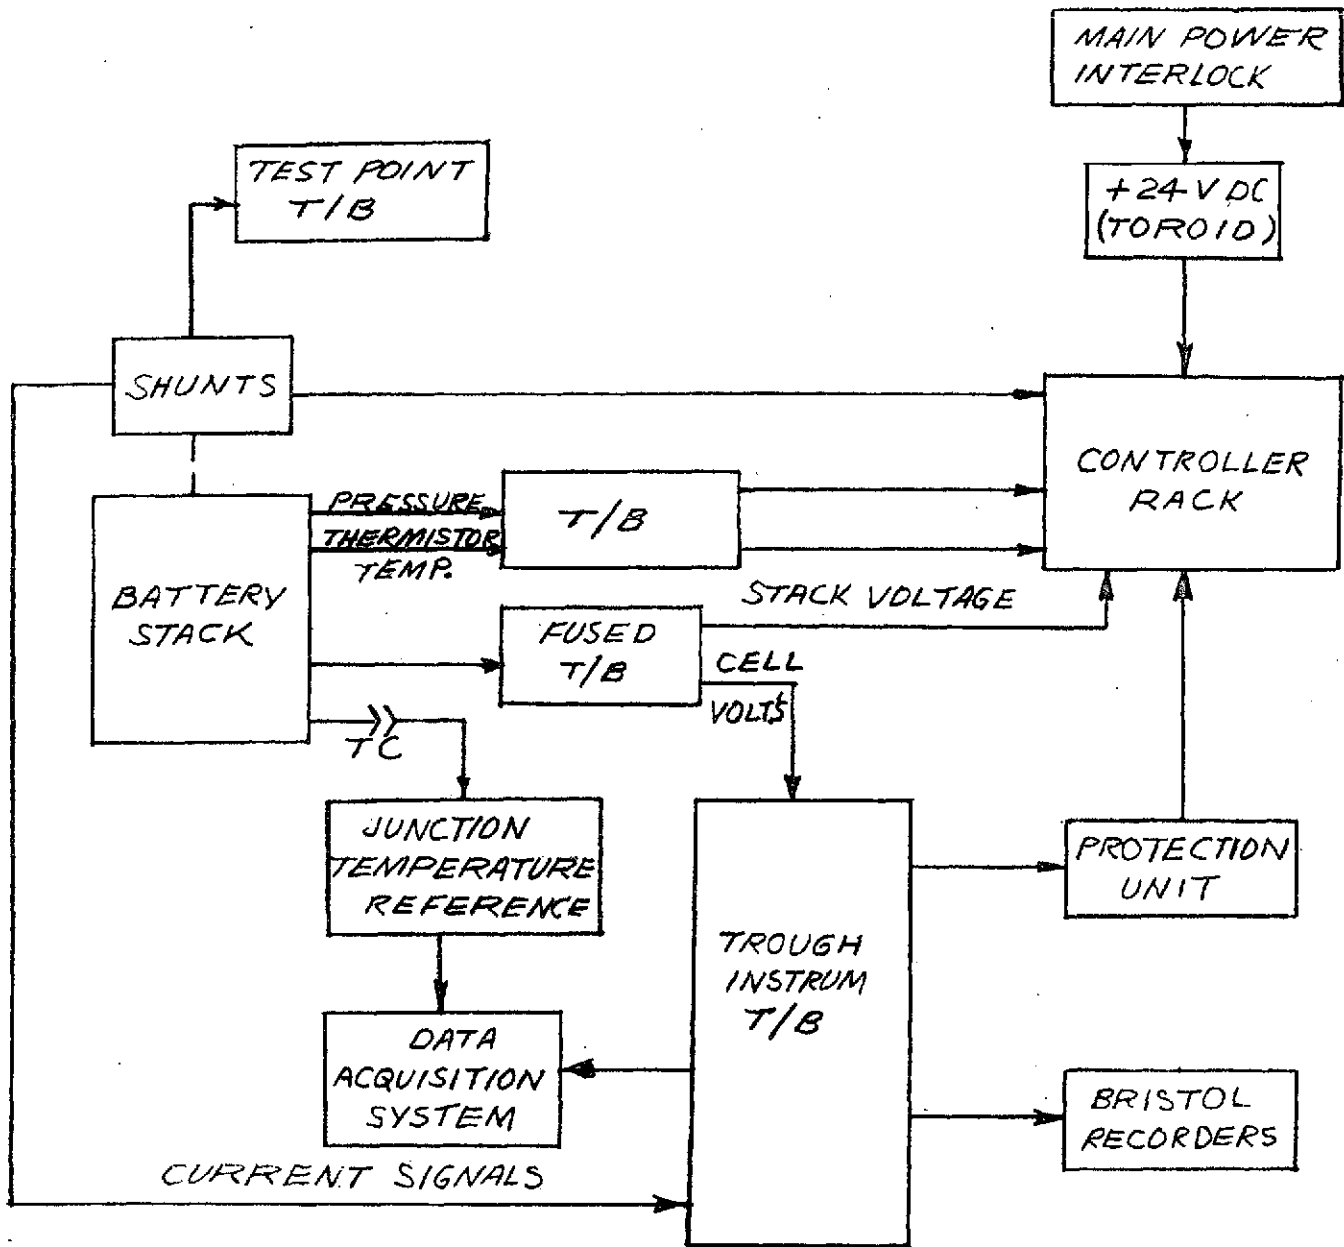 MAIN POWER
INTERLOCK
TEST POINT
T/B
+24 V DC
(TOROID)
SHUNTS
CONTROLLER
RACK
PRESSURE
THERMISTOR
TEMP.
T/B
BATTERY
STACK
STACK VOLTAGE
FUSED
T/B
CELL
VOLTS
TC
JUNCTION
TEMPERATURE
REFERENCE
PROTECTION
UNIT
TROUGH
INSTRUM
T/B
DATA
ACQUISITION
SYSTEM
BRISTOL
RECORDERS
CURRENT SIGNALS